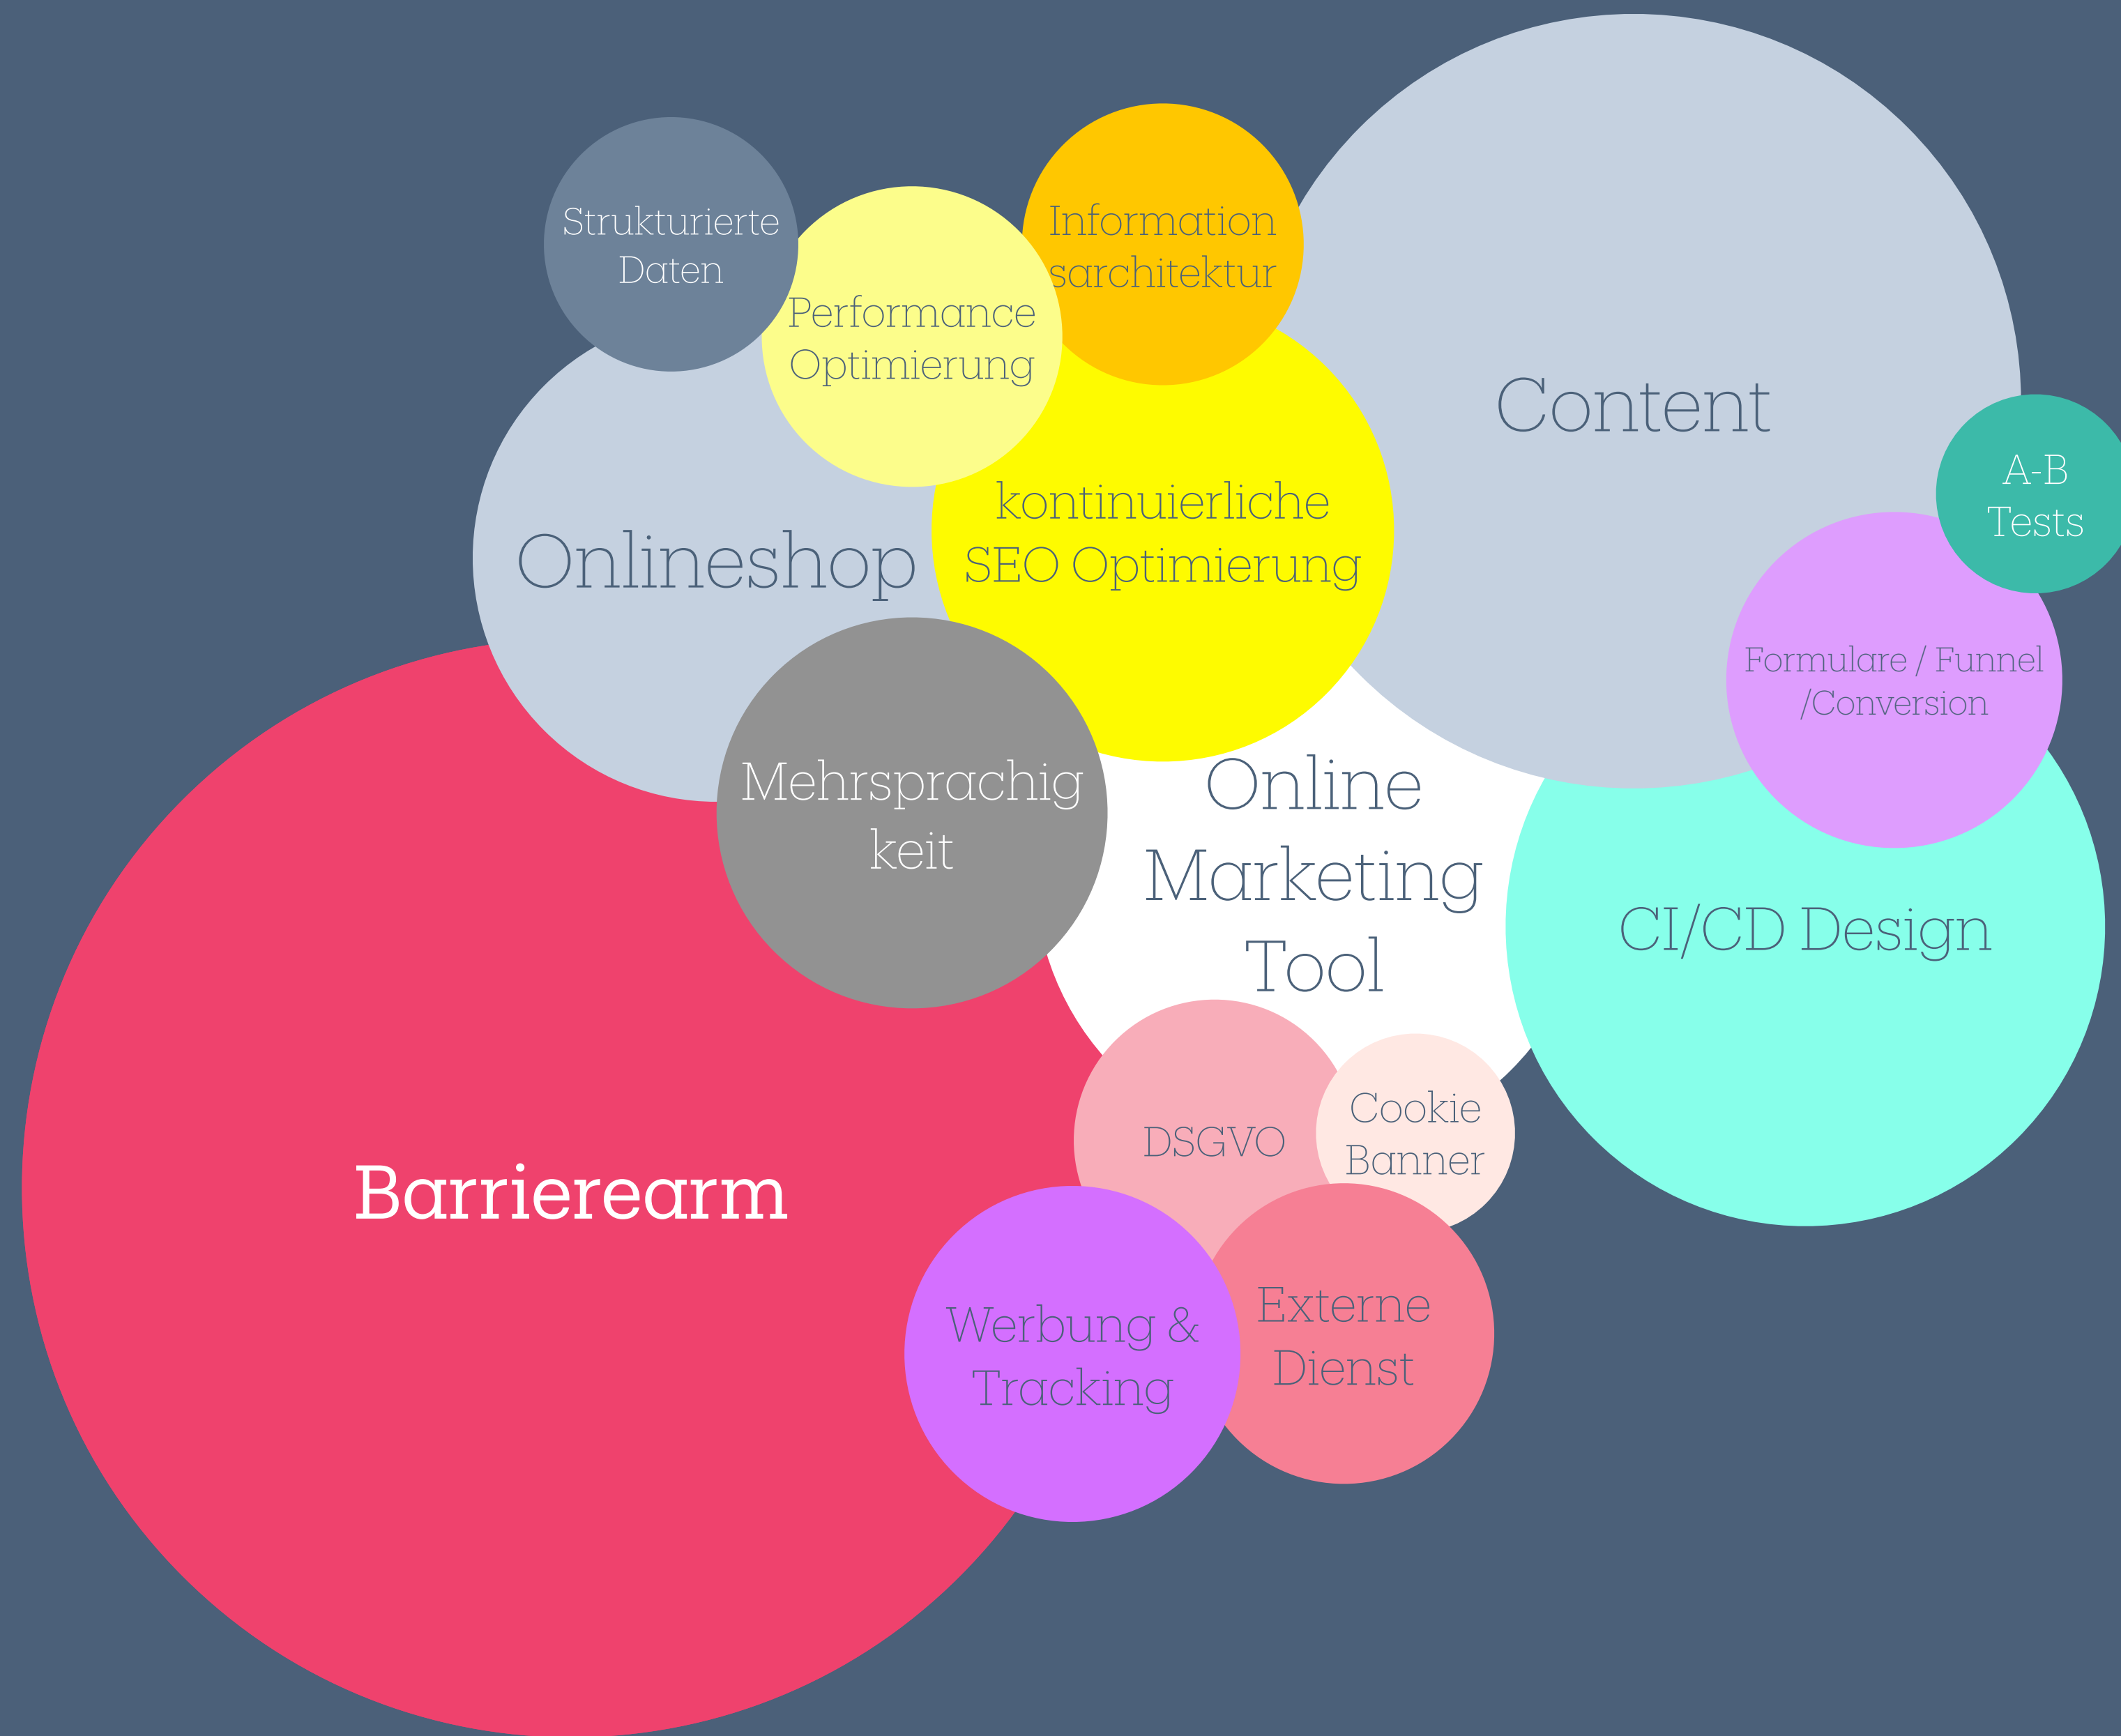 Strukturierte
Daten
Performance
Optimierung
Information
sarchitektur
Content
A-B
Tests
Onlineshop
kontinuierliche
SEO Optimierung
Formulare / Funnel
/Conversion
Mehrsprachig
keit
Online
Marketing
Tool
CI/CD Design
Barrierearm
DSGVO
Cookie
Banner
Werbung &
Tracking
Externe
Dienst